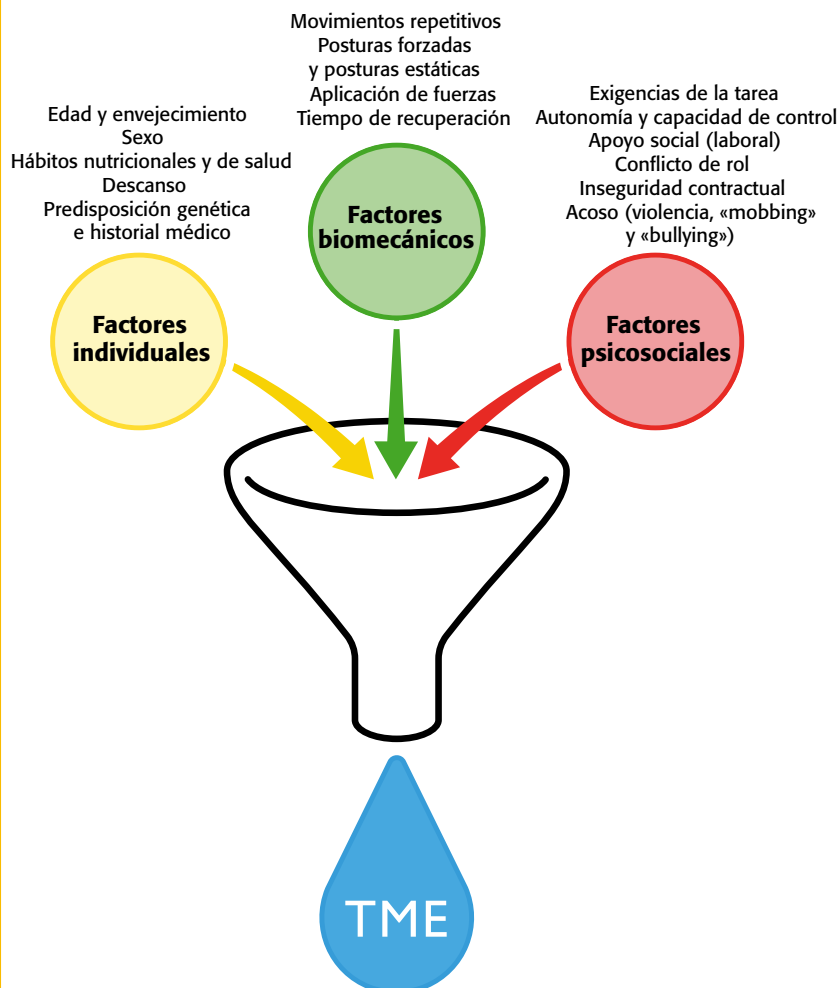 Movimientos repetitivos
Posturas forzadas
y posturas estáticas
Aplicación de fuerzas
Tiempo de recuperación
Edad y envejecimiento
Sexo
Hábitos nutricionales y de salud
Descanso
Predisposición genética
e historial médico
Exigencias de la tarea
Autonomía y capacidad de control
Apoyo social (laboral)
Conflicto de rol
Inseguridad contractual
Acoso (violencia, «mobbing»
y «bullying»)
Factores
biomecánicos
Factores
individuales
Factores
psicosociales
TME